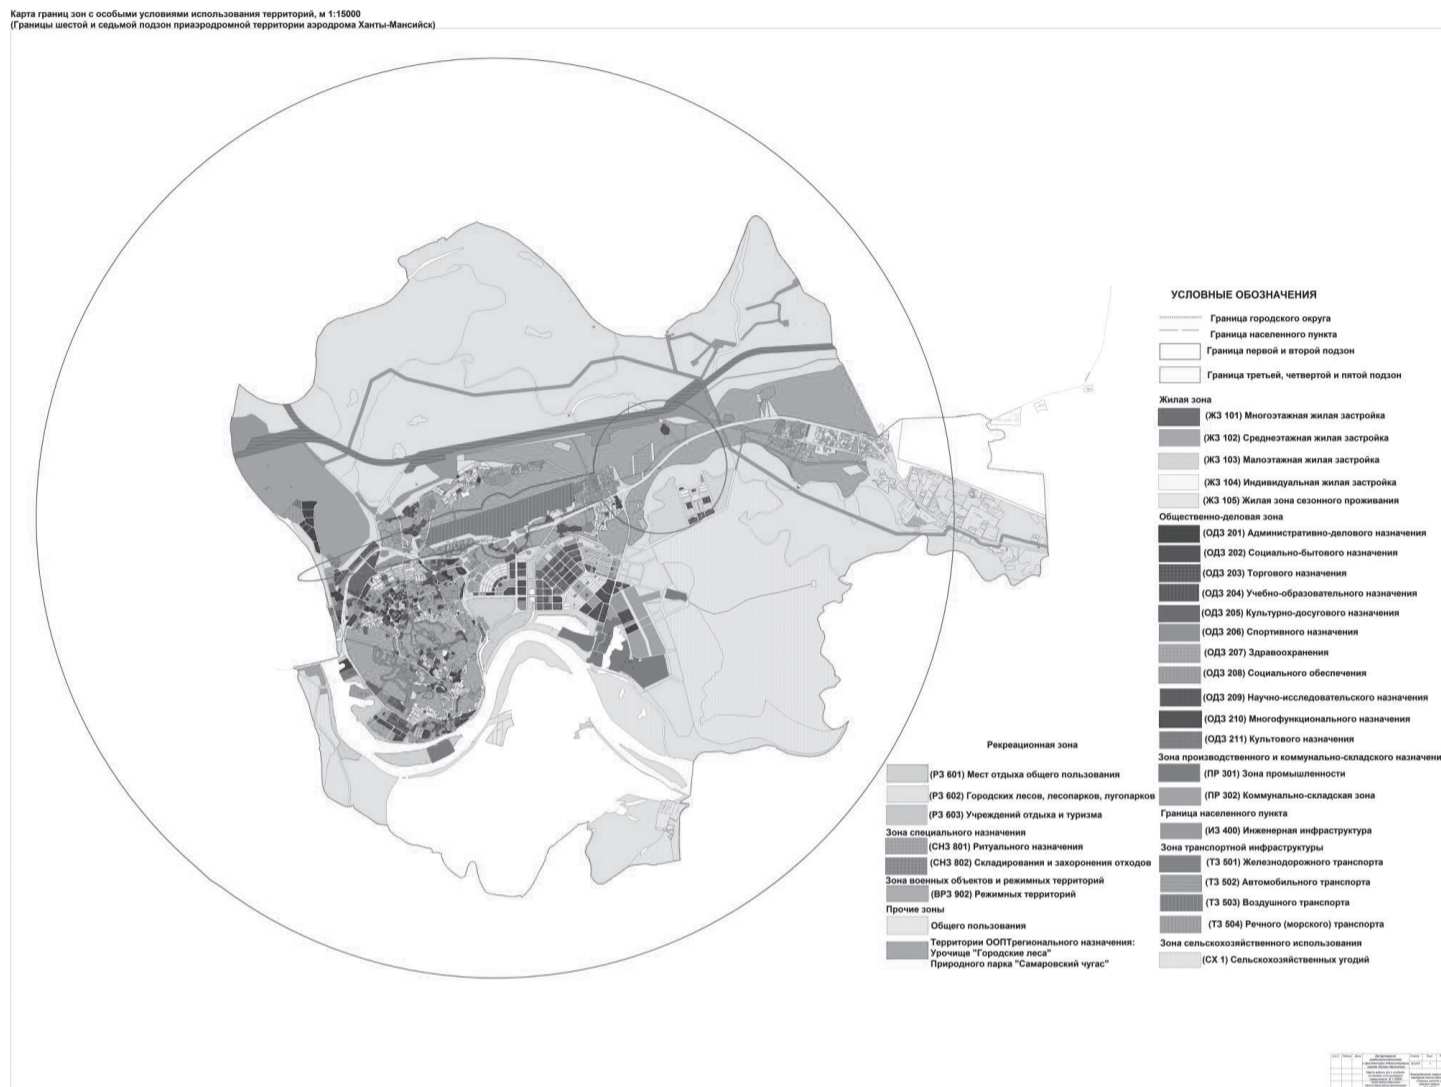 Карта границ зон с особыми условиями использования территорий, м 1:15000
(Границы шестой и седьмой подзон приаэродромной территории аэродрома Ханты-Мансийск)
УСЛОВНЫЕ ОБОЗНАЧЕНИЯ
Граница городского округа
Граница населенного пункта
Граница первой и второй подзон
Граница третьей, четвертой и пятой подзон
Жилая зона
(ЖЗ 101) Многоэтажная жилая застройка
(ЖЗ 102) Среднеэтажная жилая застройка
(ЖЗ 103) Малоэтажная жилая застройка
(ЖЗ 104) Индивидуальная жилая застройка
(ЖЗ 105) Жилая зона сезонного проживания
Общественно-деловая зона
(ОДЗ 201) Административно-делового назначения
(ОДЗ 202) Социально-бытового назначения
(ОДЗ 203) Торгового назначения
(ОДЗ 204) Учебно-образовательного назначения
(ОДЗ 205) Культурно-досугового назначения
(ОДЗ 206) Спортивного назначения
(ОДЗ 207) Здравоохранения
(ОДЗ 208) Социального обеспечения
(ОДЗ 209) Научно-исследовательского назначения
(ОДЗ 210) Многофункционального назначения
(ОДЗ 211) Культового назначения
Зона производственного и коммунально-складского назначени
(ПР 301) Зона промышленности
(ПР 302) Коммунально-складская зона
Граница населенного пункта
(ИЗ 400) Инженерная инфраструктура
Зона транспортной инфраструктуры
(ТЗ 501) Железнодорожного транспорта
(ТЗ 502) Автомобильного транспорта
(ТЗ 503) Воздушного транспорта
(ТЗ 504) Речного (морского) транспорта
Зона сельскохозяйственного использования
(СХ 1) Сельскохозяйственных угодий
Рекреационная зона
(РЗ 601) Мест отдыха общего пользования
(РЗ 602) Городских лесов, лесопарков, лугопарков
(РЗ 603) Учреждений отдыха и туризма
Зона специального назначения
(СНЗ 801) Ритуального назначения
(СНЗ 802) Складирования и захоронения отходов
Зона военных объектов и режимных территорий
(ВРЗ 902) Режимных территорий
Прочие зоны
Общего пользования
Территории ООПТрегионального назначения:
Урочище "Городские леса"
Природного парка "Самаровский чугас"